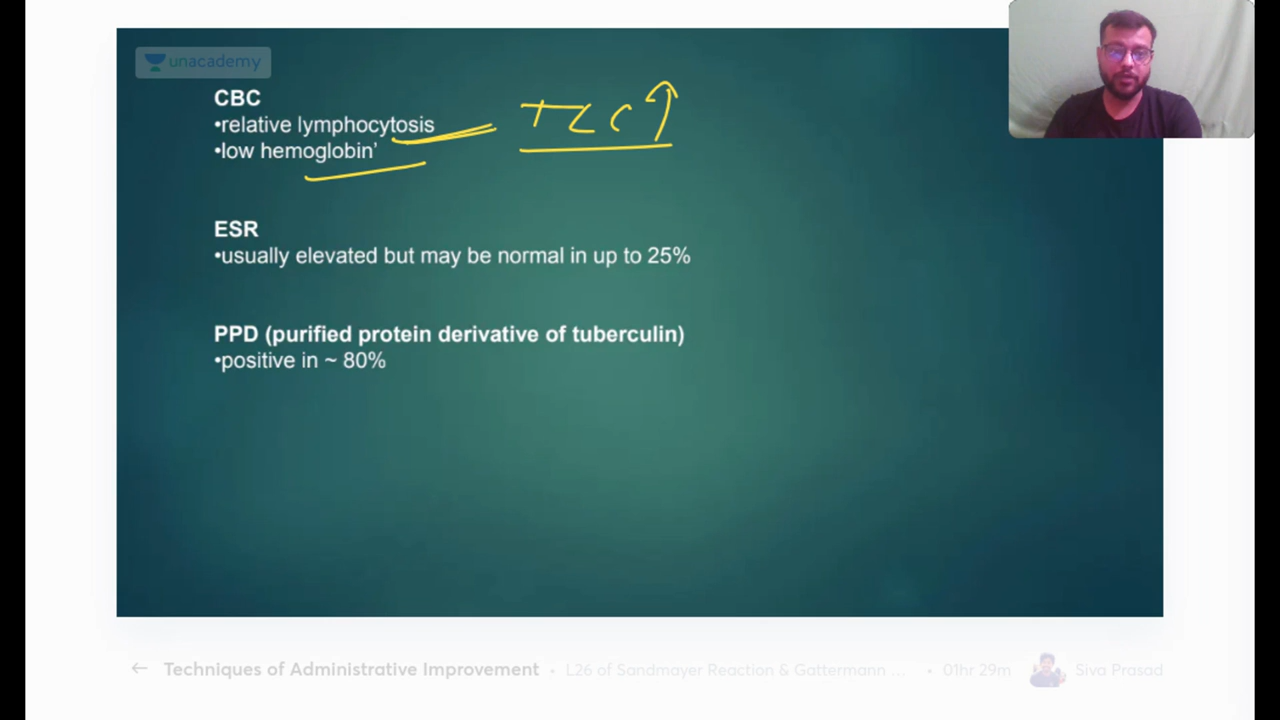 unacademy
CBC
•relative lymphocytosis
TLC↑
•low hemoglobin’
ESR
•usually elevated but may be normal in up to 25%
PPD (purified protein derivative of tuberculin)
•positive in ~ 80%
← Techniques of Administrative Improvement • L26 of Sandmayer Reaction & Gattermann ... • 01hr 29m Siva Prasad